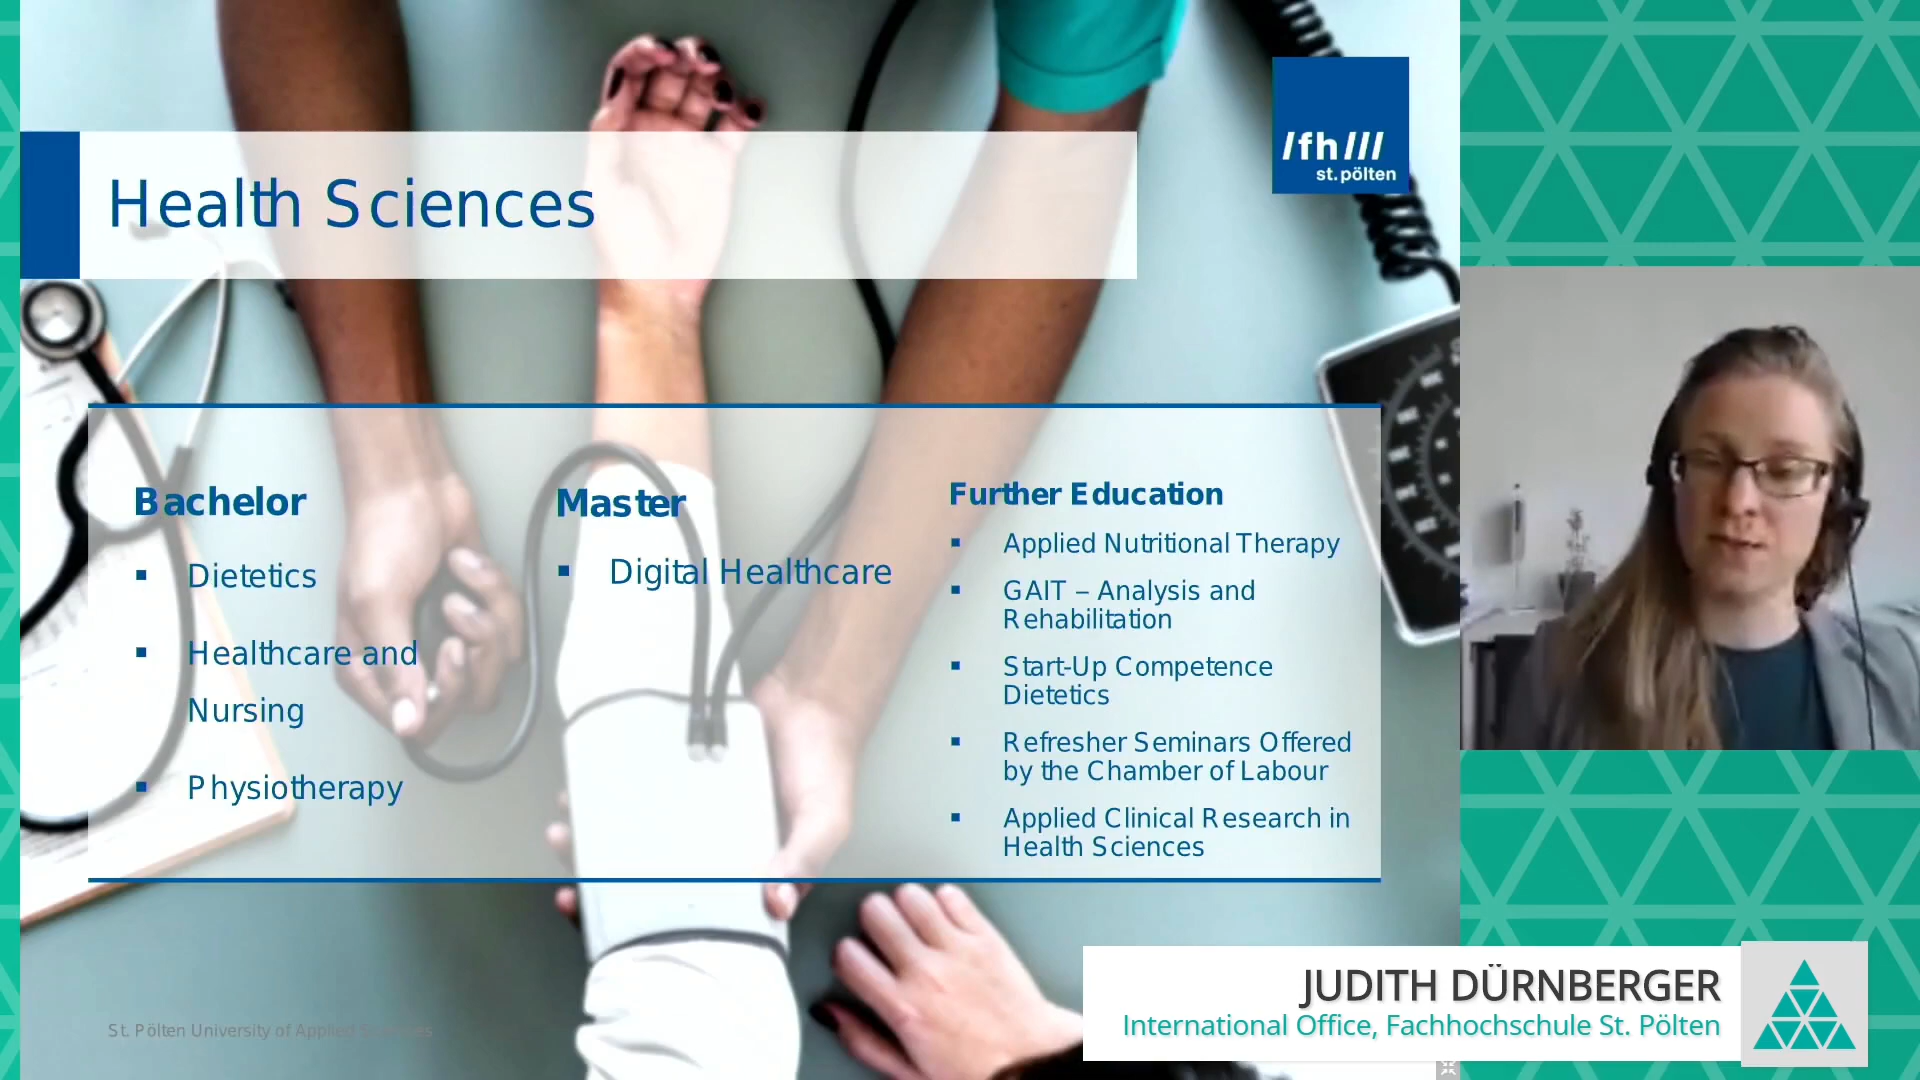 /fh///
st.pölten
Health Sciences
Bachelor
▪ Dietetics
▪ Healthcare and
Nursing
▪ Physiotherapy
Master
▪ Digital Healthcare
Further Education
▪ Applied Nutritional Therapy
▪ GAIT – Analysis and
Rehabilitation
▪ Start-Up Competence
Dietetics
▪ Refresher Seminars Offered
by the Chamber of Labour
▪ Applied Clinical Research in
Health Sciences
St. Pölten University of Applied Sciences
JUDITH DÜRNBERGER
International Office, Fachhochschule St. Pölten